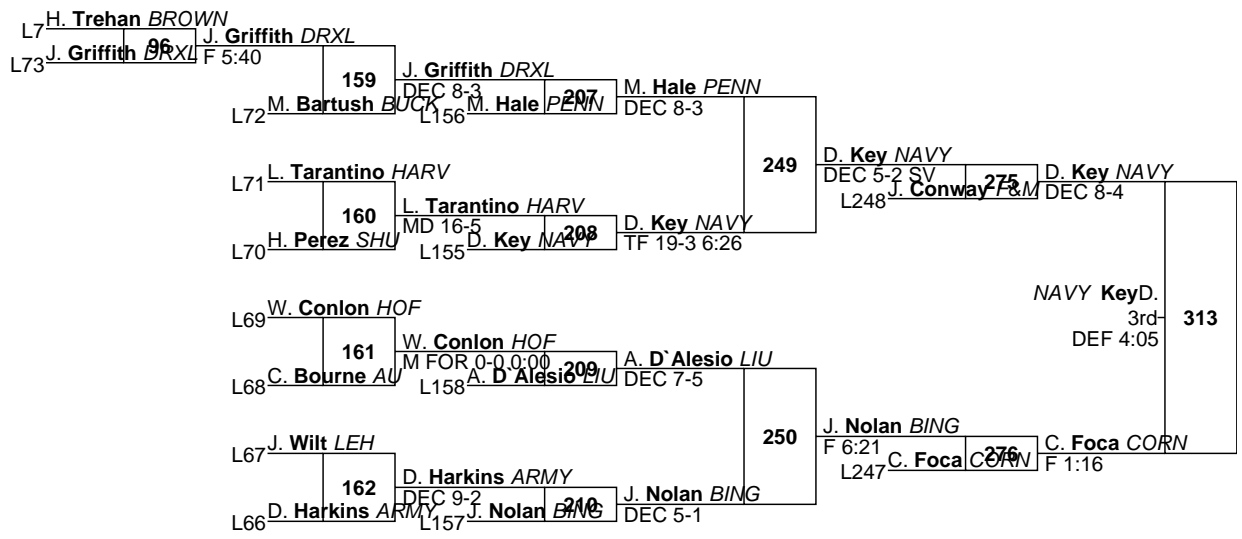 L7 H. Trehan BROWN
96
L73 J. Griffith DRXL
J. Griffith DRXL
F 5:40
159
L72 M. Bartush BUCK
J. Griffith DRXL
DEC 8-3
207
L156 M. Hale PENN
M. Hale PENN
DEC 8-3
249
L71 L. Tarantino HARV
160
L70 H. Perez SHU
L. Tarantino HARV
MD 16-5
208
L155 D. Key NAVY
D. Key NAVY
TF 19-3 6:26
D. Key NAVY
DEC 5-2 SV
275
L248 J. Conway F&M
D. Key NAVY
DEC 8-4
NAVY KeyD.
3rd
DEF 4:05
313
L69 W. Conlon HOF
161
L68 C. Bourne AU
W. Conlon HOF
M FOR 0-0 0:00
209
L158 A. D`Alesio LIU
A. D`Alesio LIU
DEC 7-5
250
L67 J. Wilt LEH
162
L66 D. Harkins ARMY
D. Harkins ARMY
DEC 9-2
210
L157 J. Nolan BING
J. Nolan BING
DEC 5-1
J. Nolan BING
F 6:21
276
L247 C. Foca CORN
C. Foca CORN
F 1:16